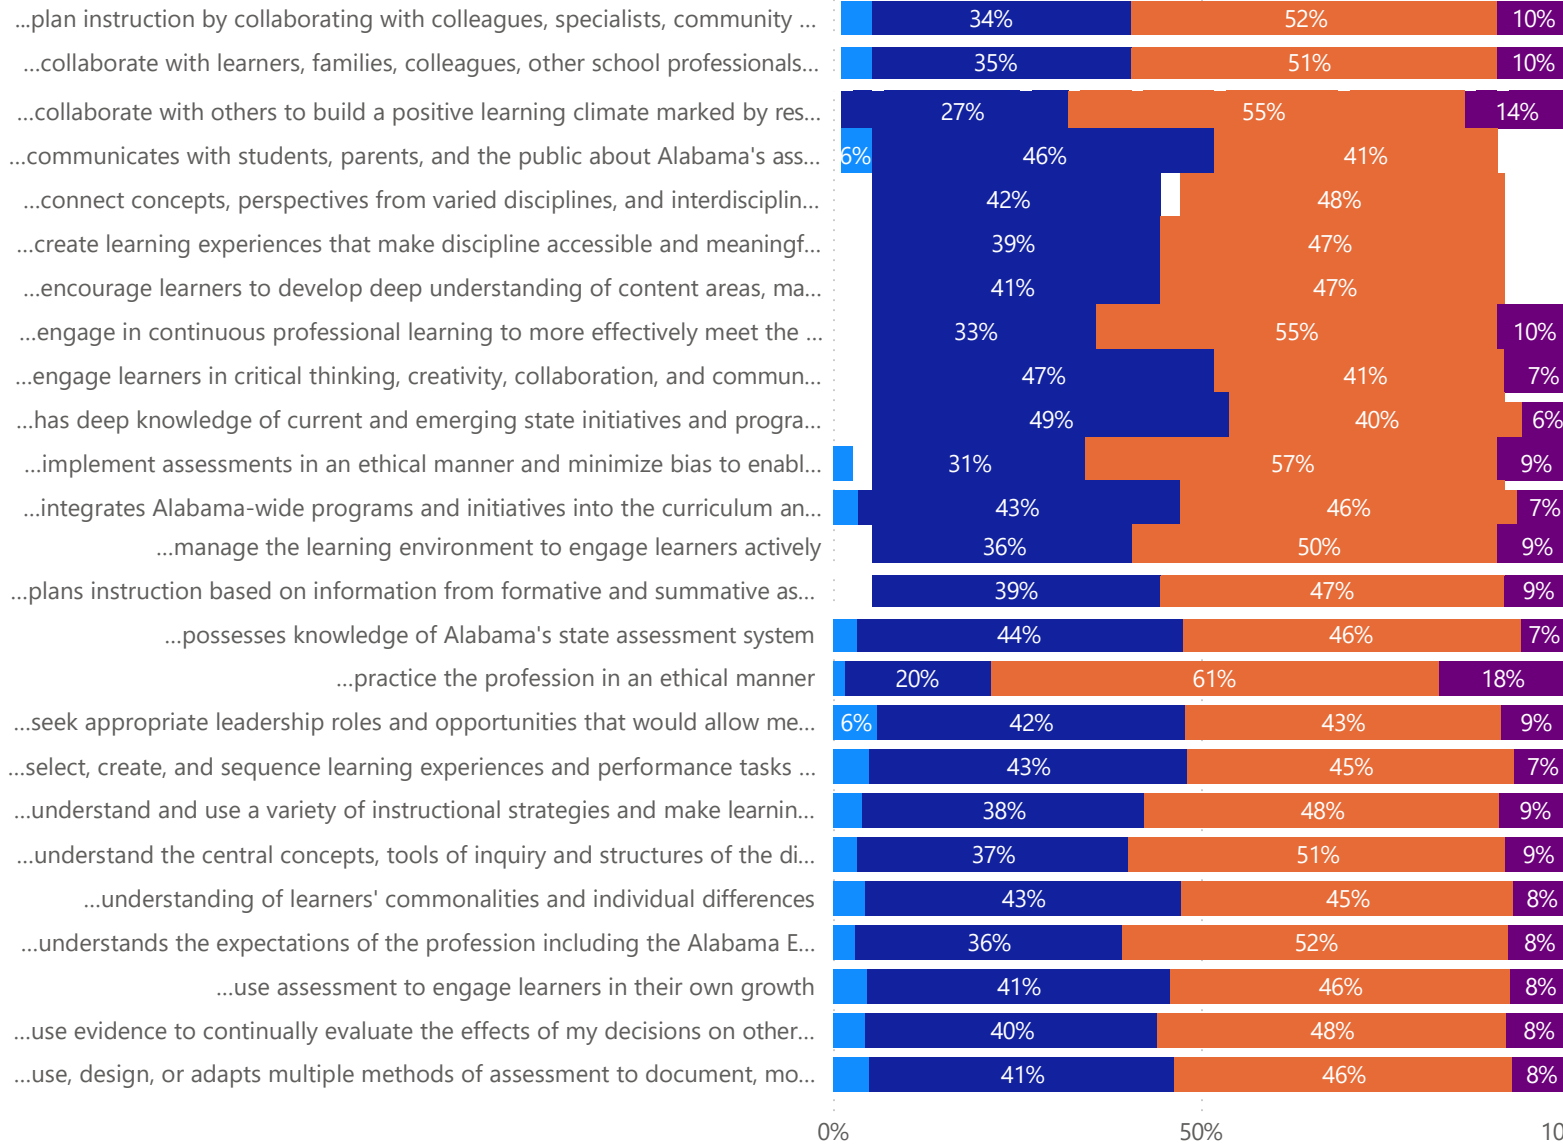 ...plan instruction by collaborating with colleagues, specialists, community ... 34% 52% 10%
...collaborate with learners, families, colleagues, other school professionals... 35% 51% 10%
...collaborate with others to build a positive learning climate marked by res... 27% 55% 14%
...communicates with students, parents, and the public about Alabama's ass... 6% 46% 41%
...connect concepts, perspectives from varied disciplines, and interdisciplin... 42% 48%
...create learning experiences that make discipline accessible and meaningf... 39% 47%
...encourage learners to develop deep understanding of content areas, ma... 41% 47%
...engage in continuous professional learning to more effectively meet the ... 33% 55% 10%
...engage learners in critical thinking, creativity, collaboration, and commun... 47% 41% 7%
...has deep knowledge of current and emerging state initiatives and progra... 49% 40% 6%
...implement assessments in an ethical manner and minimize bias to enabl... 31% 57% 9%
...integrates Alabama-wide programs and initiatives into the curriculum an... 43% 46% 7%
...manage the learning environment to engage learners actively 36% 50% 9%
...plans instruction based on information from formative and summative as... 39% 47% 9%
...possesses knowledge of Alabama's state assessment system 44% 46% 7%
...practice the profession in an ethical manner 20% 61% 18%
...seek appropriate leadership roles and opportunities that would allow me... 6% 42% 43% 9%
...select, create, and sequence learning experiences and performance tasks ... 43% 45% 7%
...understand and use a variety of instructional strategies and make learnin... 38% 48% 9%
...understand the central concepts, tools of inquiry and structures of the di... 37% 51% 9%
...understanding of learners' commonalities and individual differences 43% 45% 8%
...understands the expectations of the profession including the Alabama E... 36% 52% 8%
...use assessment to engage learners in their own growth 41% 46% 8%
...use evidence to continually evaluate the effects of my decisions on other... 40% 48% 8%
...use, design, or adapts multiple methods of assessment to document, mo... 41% 46% 8%
0% 50% 10